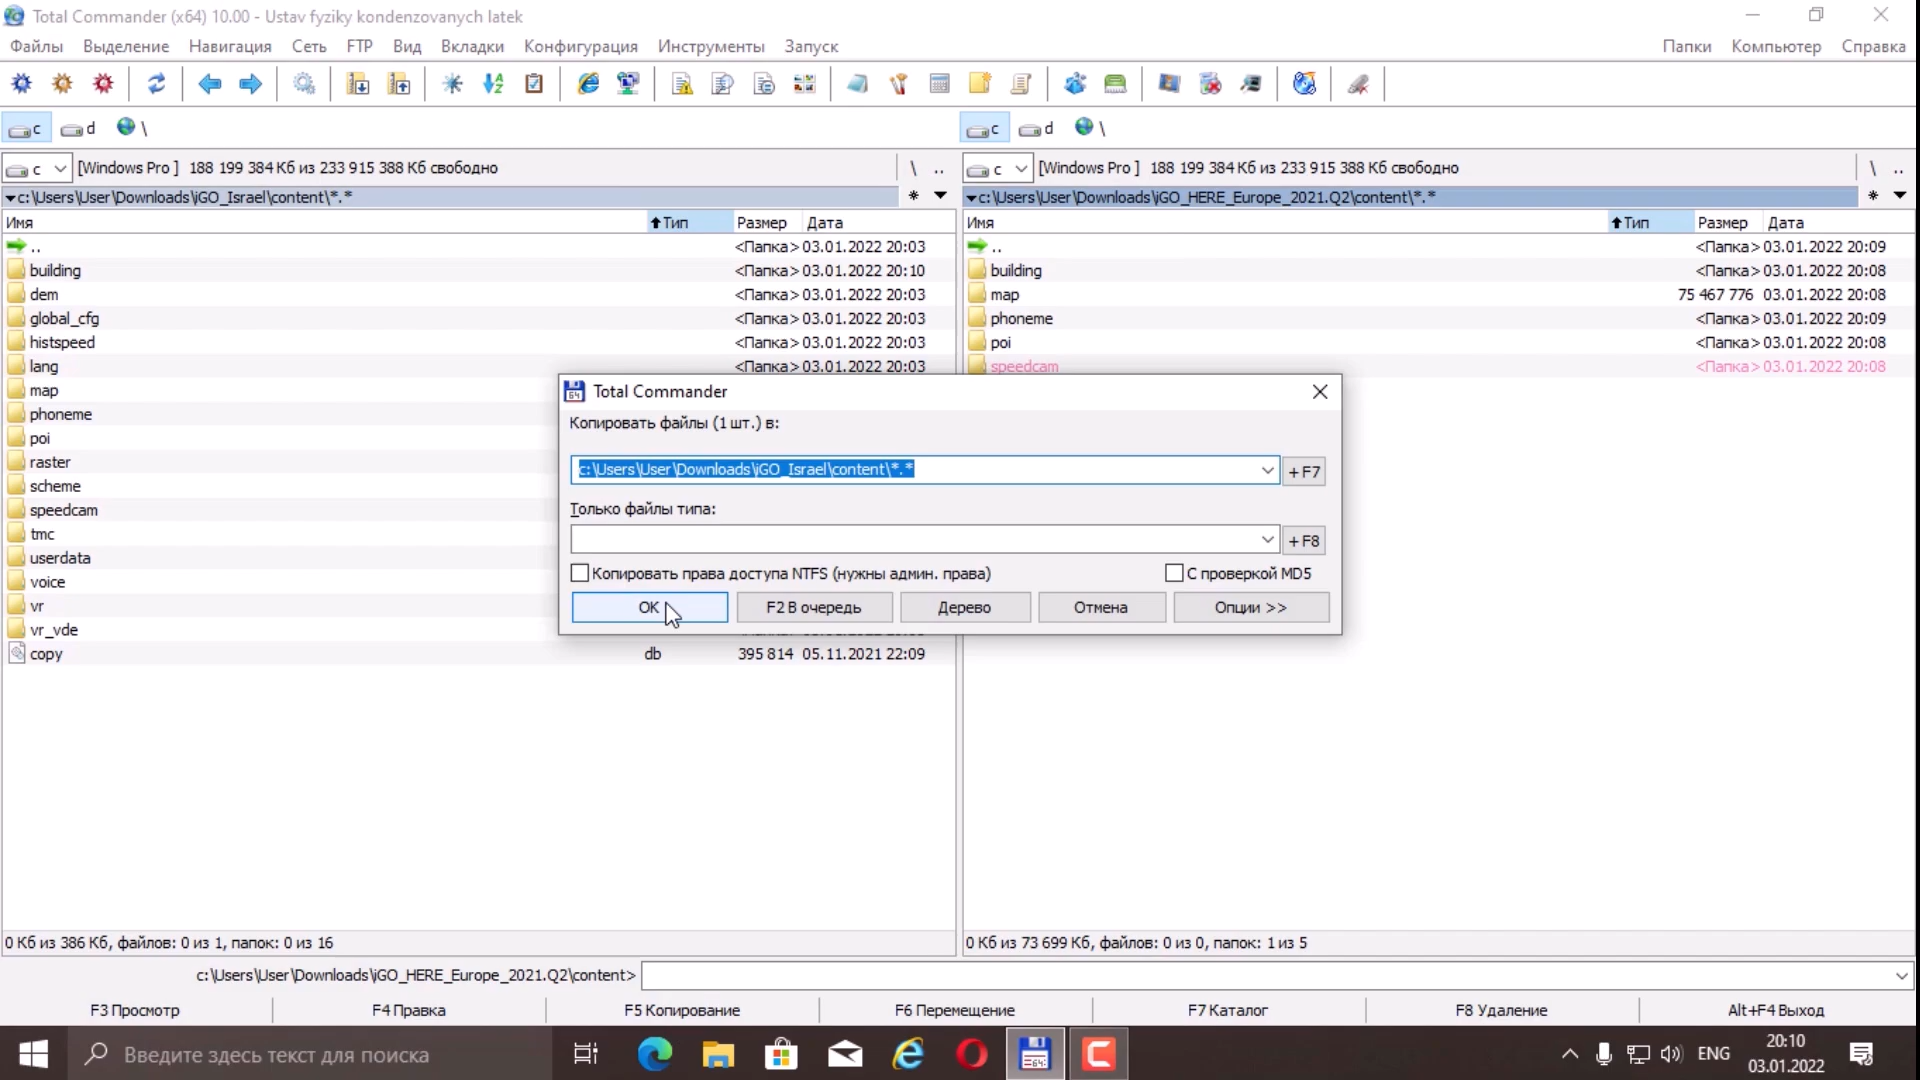 Total Commander (x64) 10.00 - Ustav fyziky kondenzovanych latek
Файлы Выделение Навигация Сеть FTP Вид Вкладки Конфигурация Инструменты Запуск Папки Компьютер Справка
c d \ c d \
c [Windows Pro ] 188 199 384 Кб из 233 915 388 Кб свободно \ .. c [Windows Pro ] 188 199 384 Кб из 233 915 388 Кб свободно \ ..
c:\Users\User\Downloads\iGO_Israel\content\*.* * c:\Users\User\Downloads\iGO_HERE_Europe_2021.Q2\content\*.* *
Имя Тип Размер Дата Имя Тип Размер Дата
.. <Папка> 03.01.2022 20:03 .. <Папка> 03.01.2022 20:09
building <Папка> 03.01.2022 20:10 building <Папка> 03.01.2022 20:08
dem <Папка> 03.01.2022 20:03 map 75 467 776 03.01.2022 20:08
global_cfg <Папка> 03.01.2022 20:03 phoneme <Папка> 03.01.2022 20:09
histspeed <Папка> 03.01.2022 20:03 poi <Папка> 03.01.2022 20:08
lang <Папка> 03.01.2022 20:03 speedcam <Папка> 03.01.2022 20:08
map
phoneme
poi
raster
scheme
speedcam
tmc
userdata
voice
vr
vr_vde
copy db 395 814 05.11.2021 22:09
Total Commander
Копировать файлы (1 шт.) в:
c:\Users\User\Downloads\iGO_Israel\content\*.* +F7
Только файлы типа:
+F8
Копировать права доступа NTFS (нужны админ. права) С проверкой MD5
OK F2 В очередь Дерево Отмена Опции >>
0 Кб из 386 Кб, файлов: 0 из 1, папок: 0 из 16 0 Кб из 73 699 Кб, файлов: 0 из 0, папок: 1 из 5
c:\Users\User\Downloads\iGO_HERE_Europe_2021.Q2\content>
F3 Просмотр F4 Правка F5 Копирование F6 Перемещение F7 Каталог F8 Удаление Alt+F4 Выход
Введите здесь текст для поиска ENG 20:10
03.01.2022